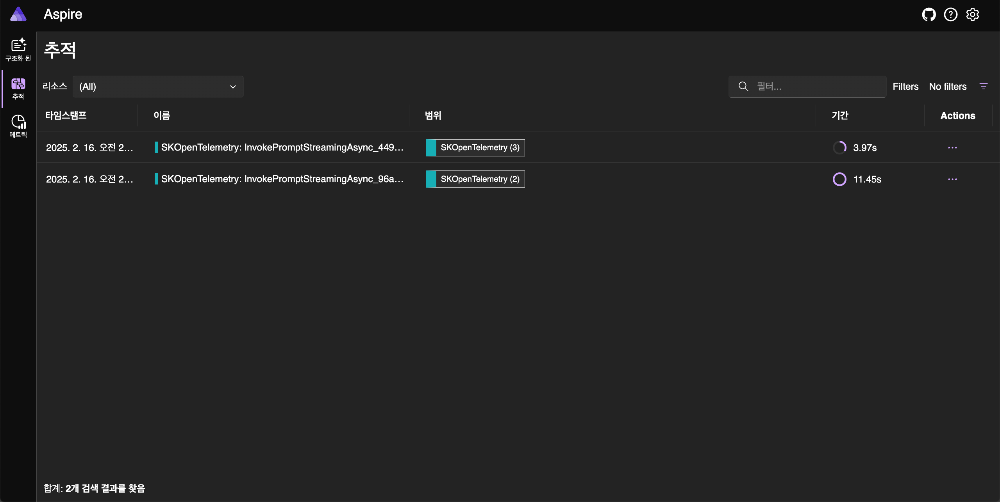 Aspire
구조화 된
추적
메트릭
추적
리소스 (All) 필터... Filters No filters
타임스탬프 이름 범위 기간 Actions
2025. 2. 16. 오전 2... SKOpenTelemetry: InvokePromptStreamingAsync_449... SKOpenTelemetry (3) 3.97s ...
2025. 2. 16. 오전 2... SKOpenTelemetry: InvokePromptStreamingAsync_96a... SKOpenTelemetry (2) 11.45s ...
합계: 2개 검색 결과를 찾음